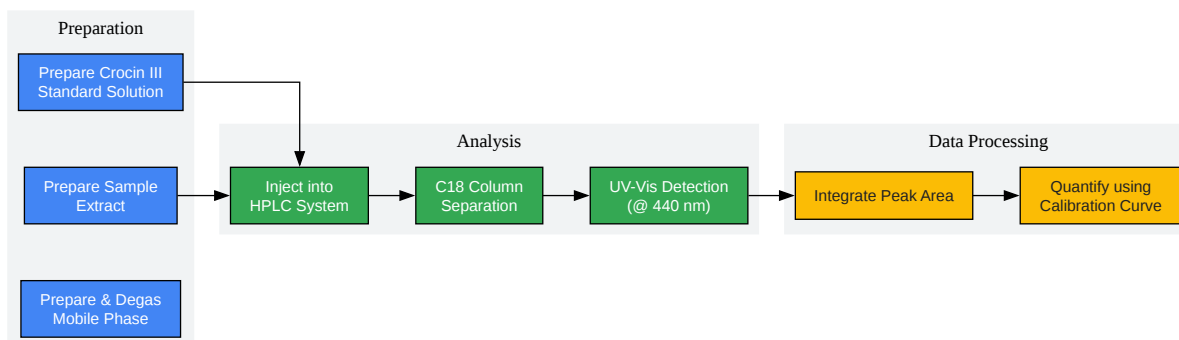 Preparation
Prepare Crocin III
Standard Solution
Prepare Sample
Extract
Prepare & Degas
Mobile Phase
Analysis
Inject into
HPLC System
C18 Column
Separation
UV-Vis Detection
(@ 440 nm)
Data Processing
Integrate Peak Area
Quantify using
Calibration Curve